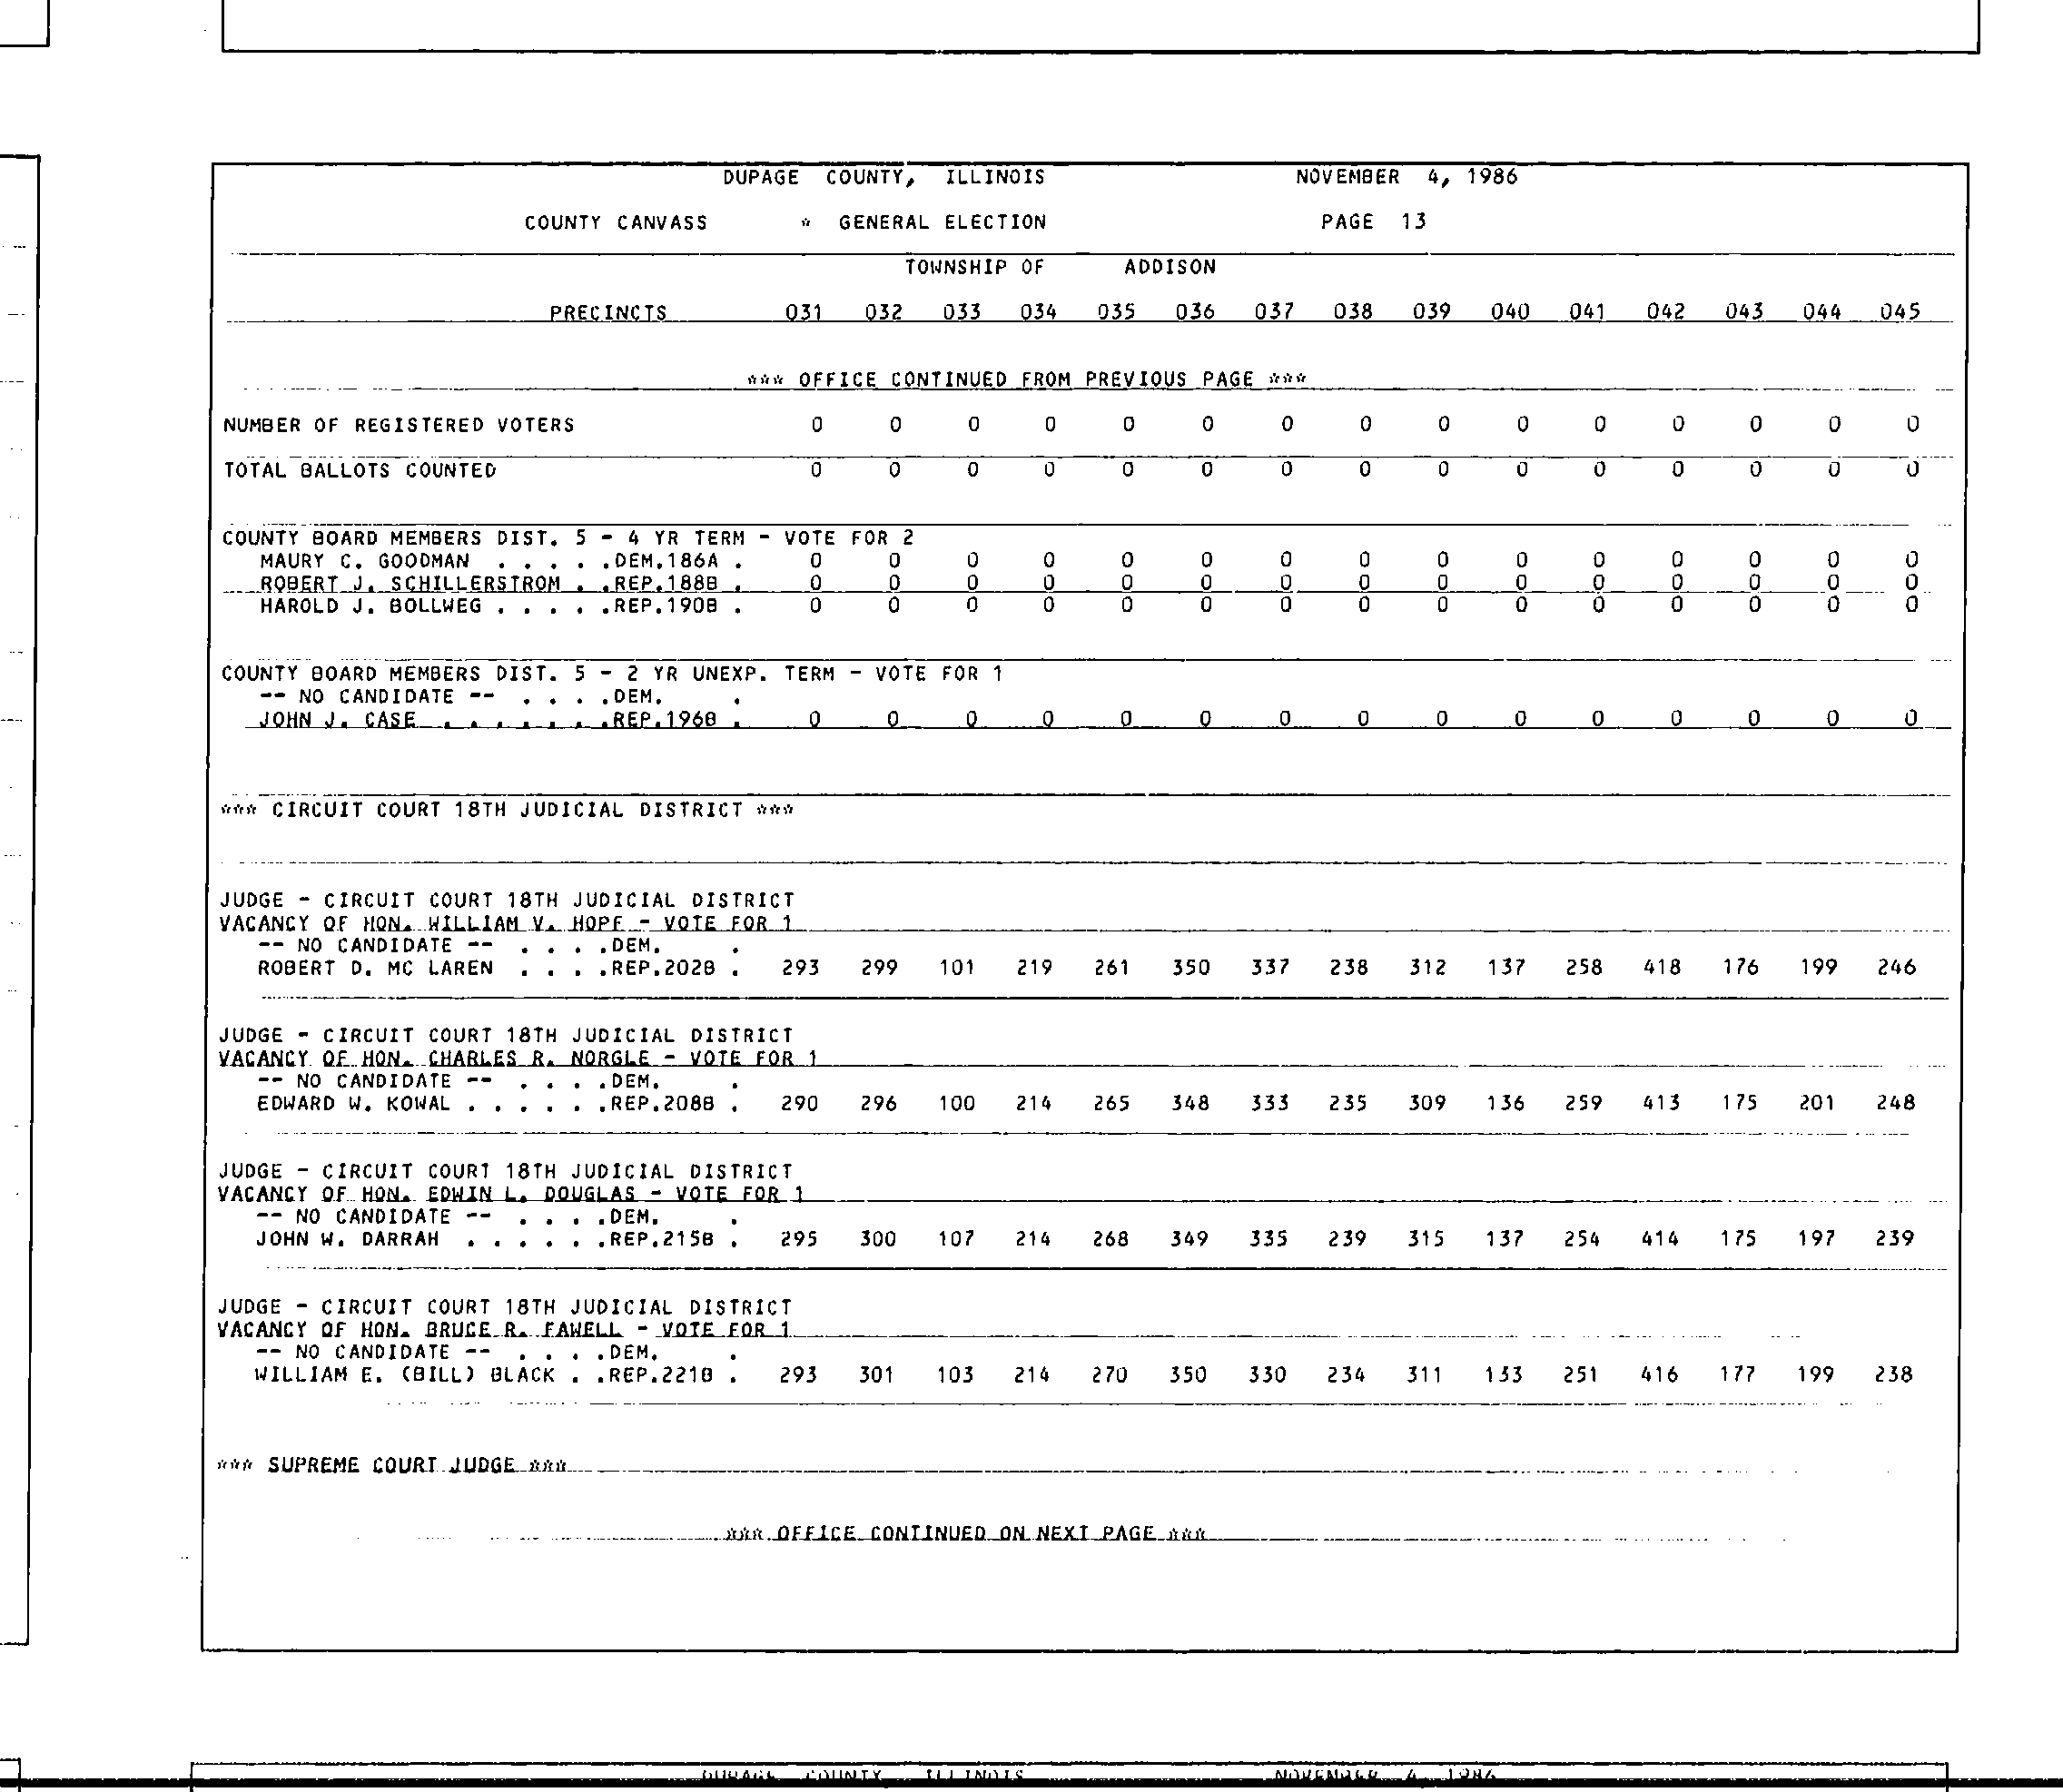 DUPAGE COUNTY, ILLINOIS NOVEMBER 4, 1986
COUNTY CANVASS * GENERAL ELECTION PAGE 13
TOWNSHIP OF ADDISON
PRECINCTS 031 032 033 034 035 036 037 038 039 040 041 042 043 044 045
*** OFFICE CONTINUED FROM PREVIOUS PAGE ***
NUMBER OF REGISTERED VOTERS 0 0 0 0 0 0 0 0 0 0 0 0 0 0 0
TOTAL BALLOTS COUNTED 0 0 0 0 0 0 0 0 0 0 0 0 0 0 0
COUNTY BOARD MEMBERS DIST. 5 - 4 YR TERM - VOTE FOR 2
MAURY C. GOODMAN . . . . .DEM.186A . 0 0 0 0 0 0 0 0 0 0 0 0 0 0 0
ROBERT J. SCHILLERSTROM . .REP.188B . 0 0 0 0 0 0 0 0 0 0 0 0 0 0 0
HAROLD J. BOLLWEG . . . . .REP.190B . 0 0 0 0 0 0 0 0 0 0 0 0 0 0 0
COUNTY BOARD MEMBERS DIST. 5 - 2 YR UNEXP. TERM - VOTE FOR 1
-- NO CANDIDATE -- . . . .DEM. .
JOHN J. CASE . . . . . . .REP.196B . 0 0 0 0 0 0 0 0 0 0 0 0 0 0 0
*** CIRCUIT COURT 18TH JUDICIAL DISTRICT ***
JUDGE - CIRCUIT COURT 18TH JUDICIAL DISTRICT
VACANCY OF HON. WILLIAM V. HOPF - VOTE FOR 1
-- NO CANDIDATE -- . . . .DEM. .
ROBERT D. MC LAREN . . . .REP.202B . 293 299 101 219 261 350 337 238 312 137 258 418 176 199 246
JUDGE - CIRCUIT COURT 18TH JUDICIAL DISTRICT
VACANCY OF HON. CHARLES R. NORGLE - VOTE FOR 1
-- NO CANDIDATE -- . . . .DEM. .
EDWARD W. KOWAL . . . . . .REP.208B . 290 296 100 214 265 348 333 235 309 136 259 413 175 201 248
JUDGE - CIRCUIT COURT 18TH JUDICIAL DISTRICT
VACANCY OF HON. EDWIN L. DOUGLAS - VOTE FOR 1
-- NO CANDIDATE -- . . . .DEM. .
JOHN W. DARRAH . . . . . .REP.215B . 295 300 107 214 268 349 335 239 315 137 254 414 175 197 239
JUDGE - CIRCUIT COURT 18TH JUDICIAL DISTRICT
VACANCY OF HON. BRUCE R. FAWELL - VOTE FOR 1
-- NO CANDIDATE -- . . . .DEM. .
WILLIAM E. (BILL) BLACK . .REP.221B . 293 301 103 214 270 350 330 234 311 133 251 416 177 199 238
*** SUPREME COURT JUDGE ***
*** OFFICE CONTINUED ON NEXT PAGE ***
DUPAGE COUNTY, ILLINOIS NOVEMBER 4, 1986